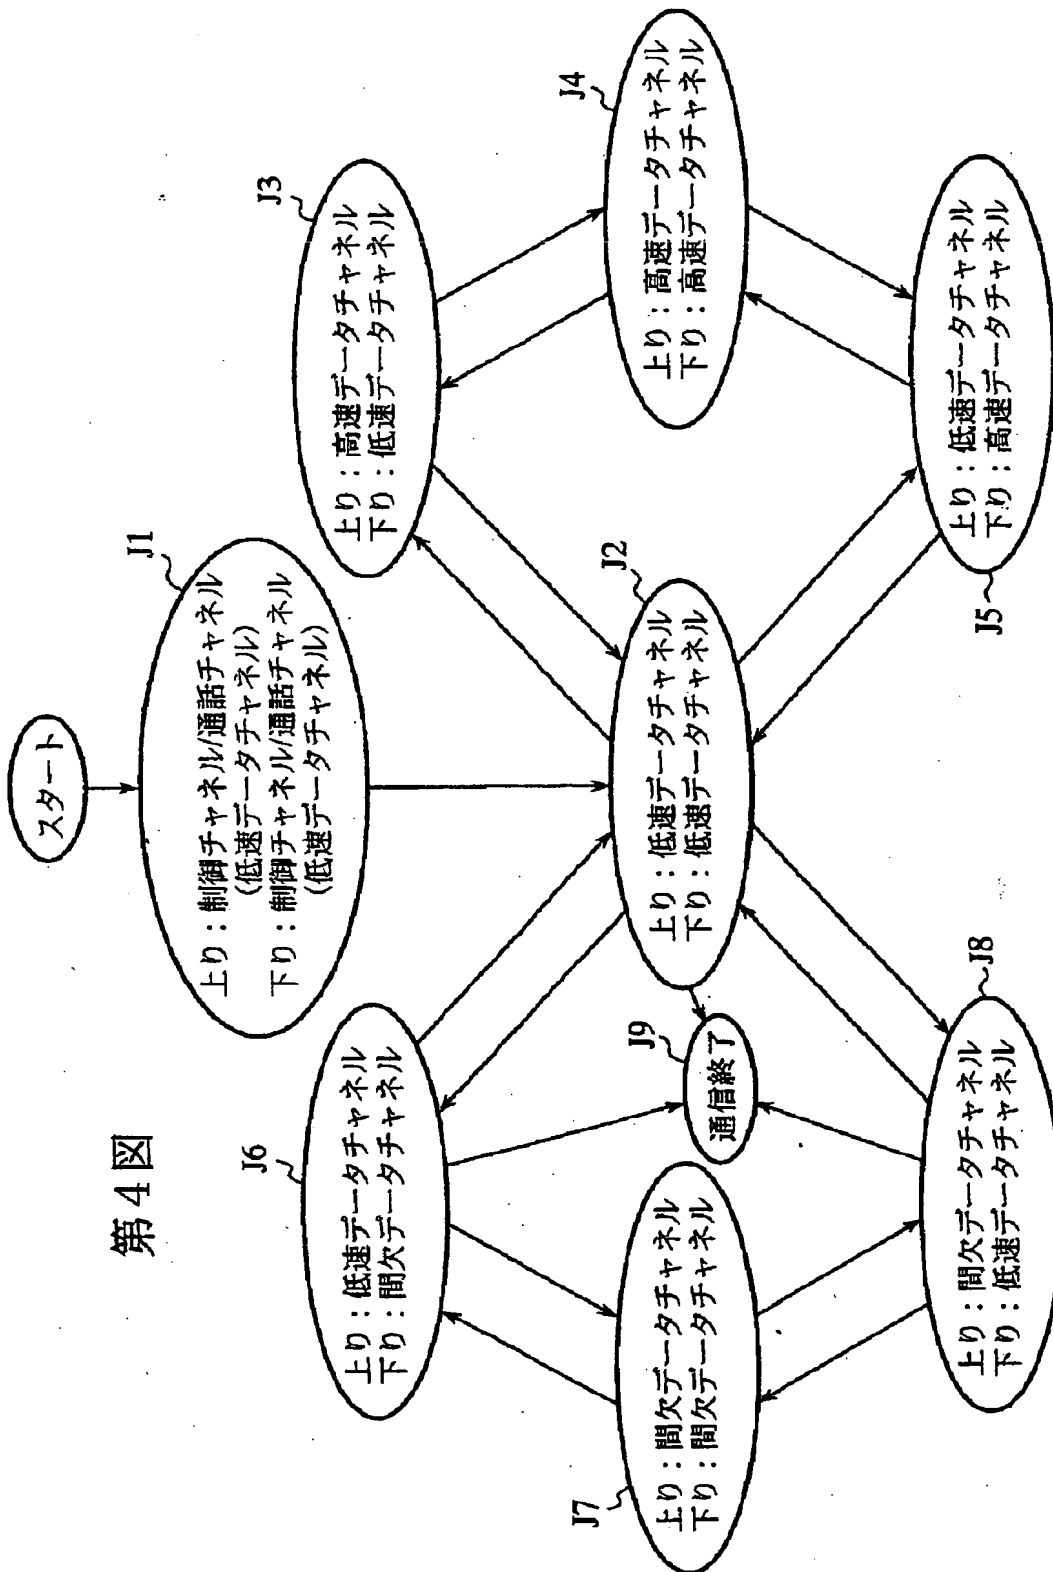 第4図
スタート
J1
上り：制御チャネル/通話チャネル
(低速データチャネル)
下り：制御チャネル/通話チャネル
(低速データチャネル)
J6
上り：低速データチャネル
下り：間欠データチャネル
J3
上り：高速データチャネル
下り：低速データチャネル
J7
上り：間欠データチャネル
下り：間欠データチャネル
J9
通信終了
J2
上り：低速データチャネル
下り：低速データチャネル
J4
上り：高速データチャネル
下り：高速データチャネル
J8
上り：間欠データチャネル
下り：低速データチャネル
J5
上り：低速データチャネル
下り：高速データチャネル